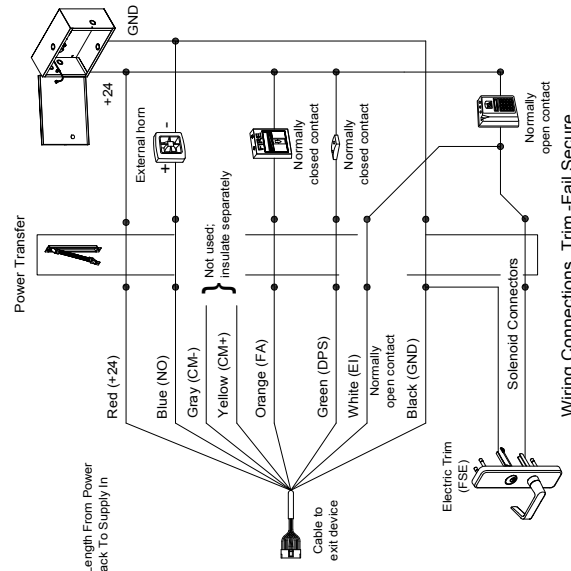 GND
+24
External horn
+
-
FIRE
Normally
closed contact
Normally
closed contact
Normally
open contact
Power Transfer
Not used;
insulate separately
Red (+24)
Blue (NO)
Gray (CM-)
Yellow (CM+)
Orange (FA)
Green (DPS)
White (EI)
Normally
open contact
Black (GND)
Solenoid Connectors
Length From Power
To Supply In
Cable to
exit device
Electric Trim
(FSE)
Wiring Connections, Trim -Fail Secure